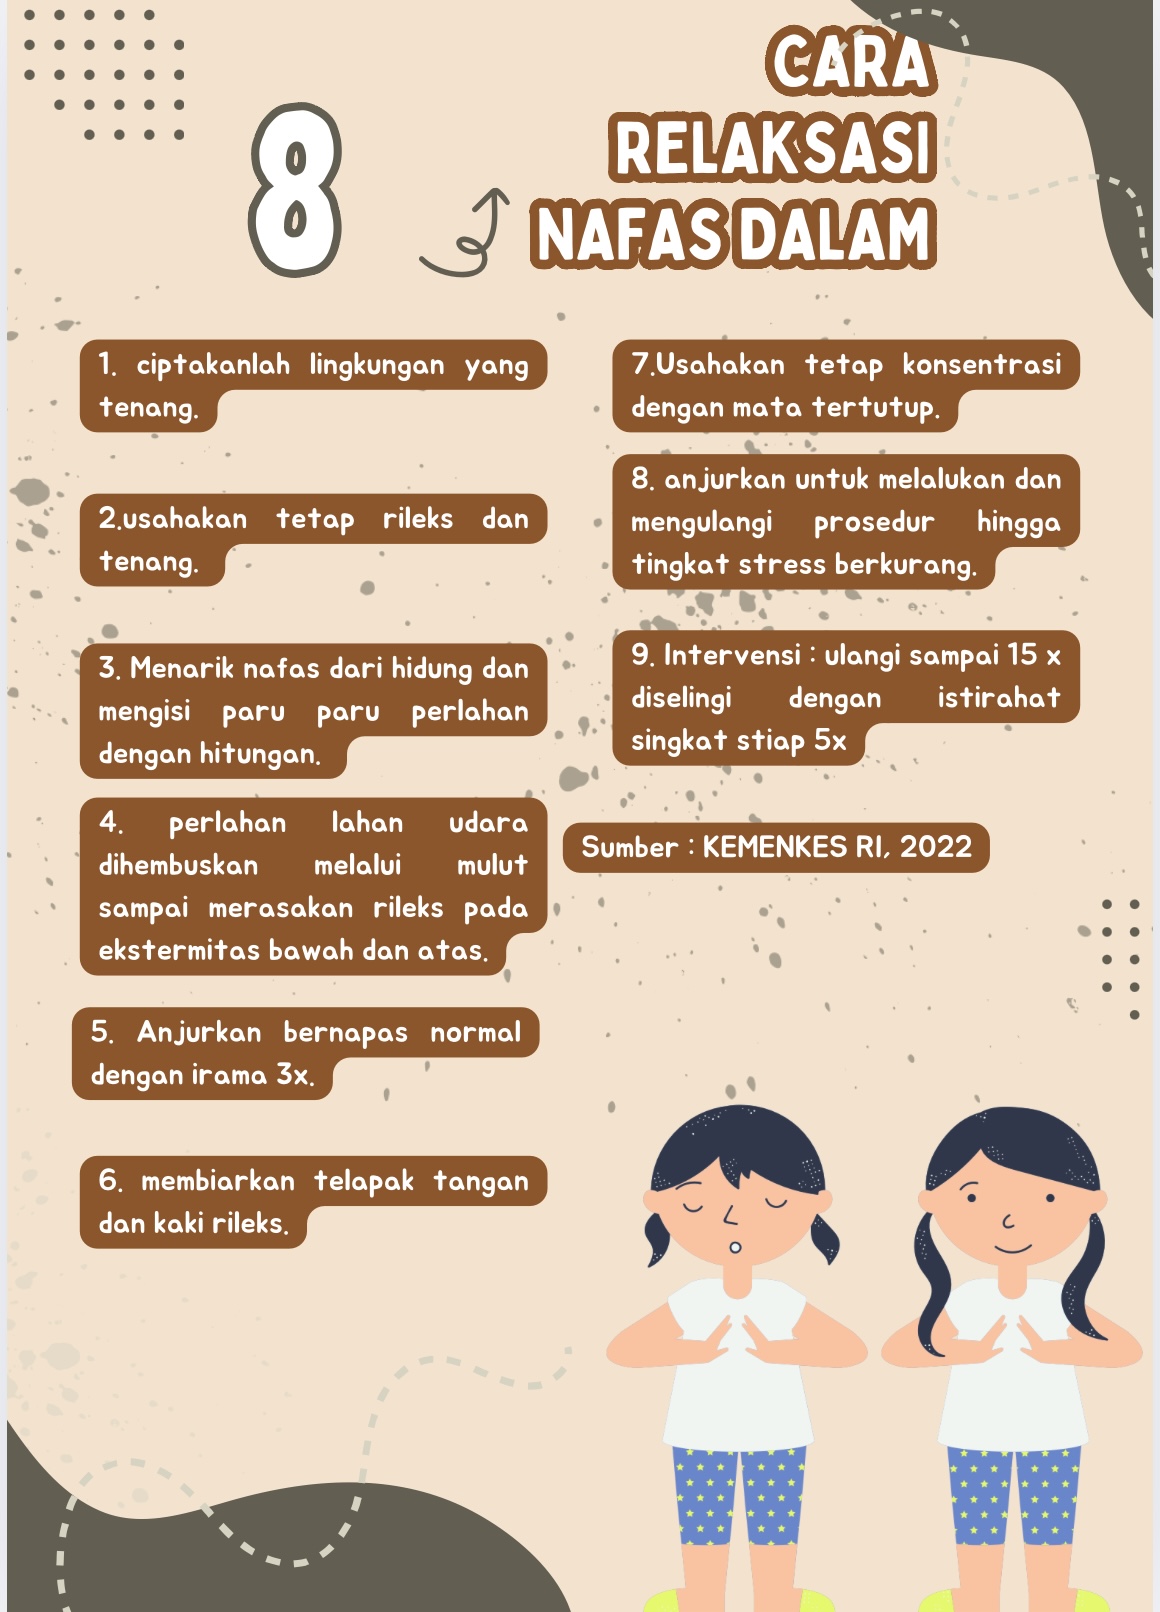 8
CARA
RELAKSASI
NAFAS DALAM
1. ciptakanlah lingkungan yang
tenang.
2.usahakan tetap rileks dan
tenang.
3. Menarik nafas dari hidung dan
mengisi paru paru perlahan
dengan hitungan.
4. perlahan lahan udara
dihembuskan melalui mulut
sampai merasakan rileks pada
ekstermitas bawah dan atas.
5. Anjurkan bernapas normal
dengan irama 3x.
6. membiarkan telapak tangan
dan kaki rileks.
7.Usahakan tetap konsentrasi
dengan mata tertutup.
8. anjurkan untuk melalukan dan
mengulangi prosedur hingga
tingkat stress berkurang.
9. Intervensi : ulangi sampai 15 x
diselingi dengan istirahat
singkat stiap 5x
Sumber : KEMENKES RI, 2022